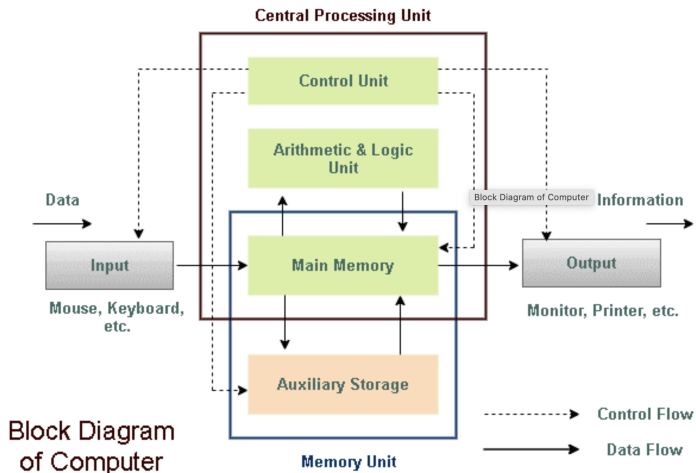 Central Processing Unit
Control Unit
Arithmetic & Logic
Unit
Data
Block Diagram of Computer
Information
Input
Main Memory
Output
Mouse, Keyboard,
etc.
Monitor, Printer, etc.
Auxiliary Storage
Control Flow
Block Diagram
of Computer
Data Flow
Memory Unit